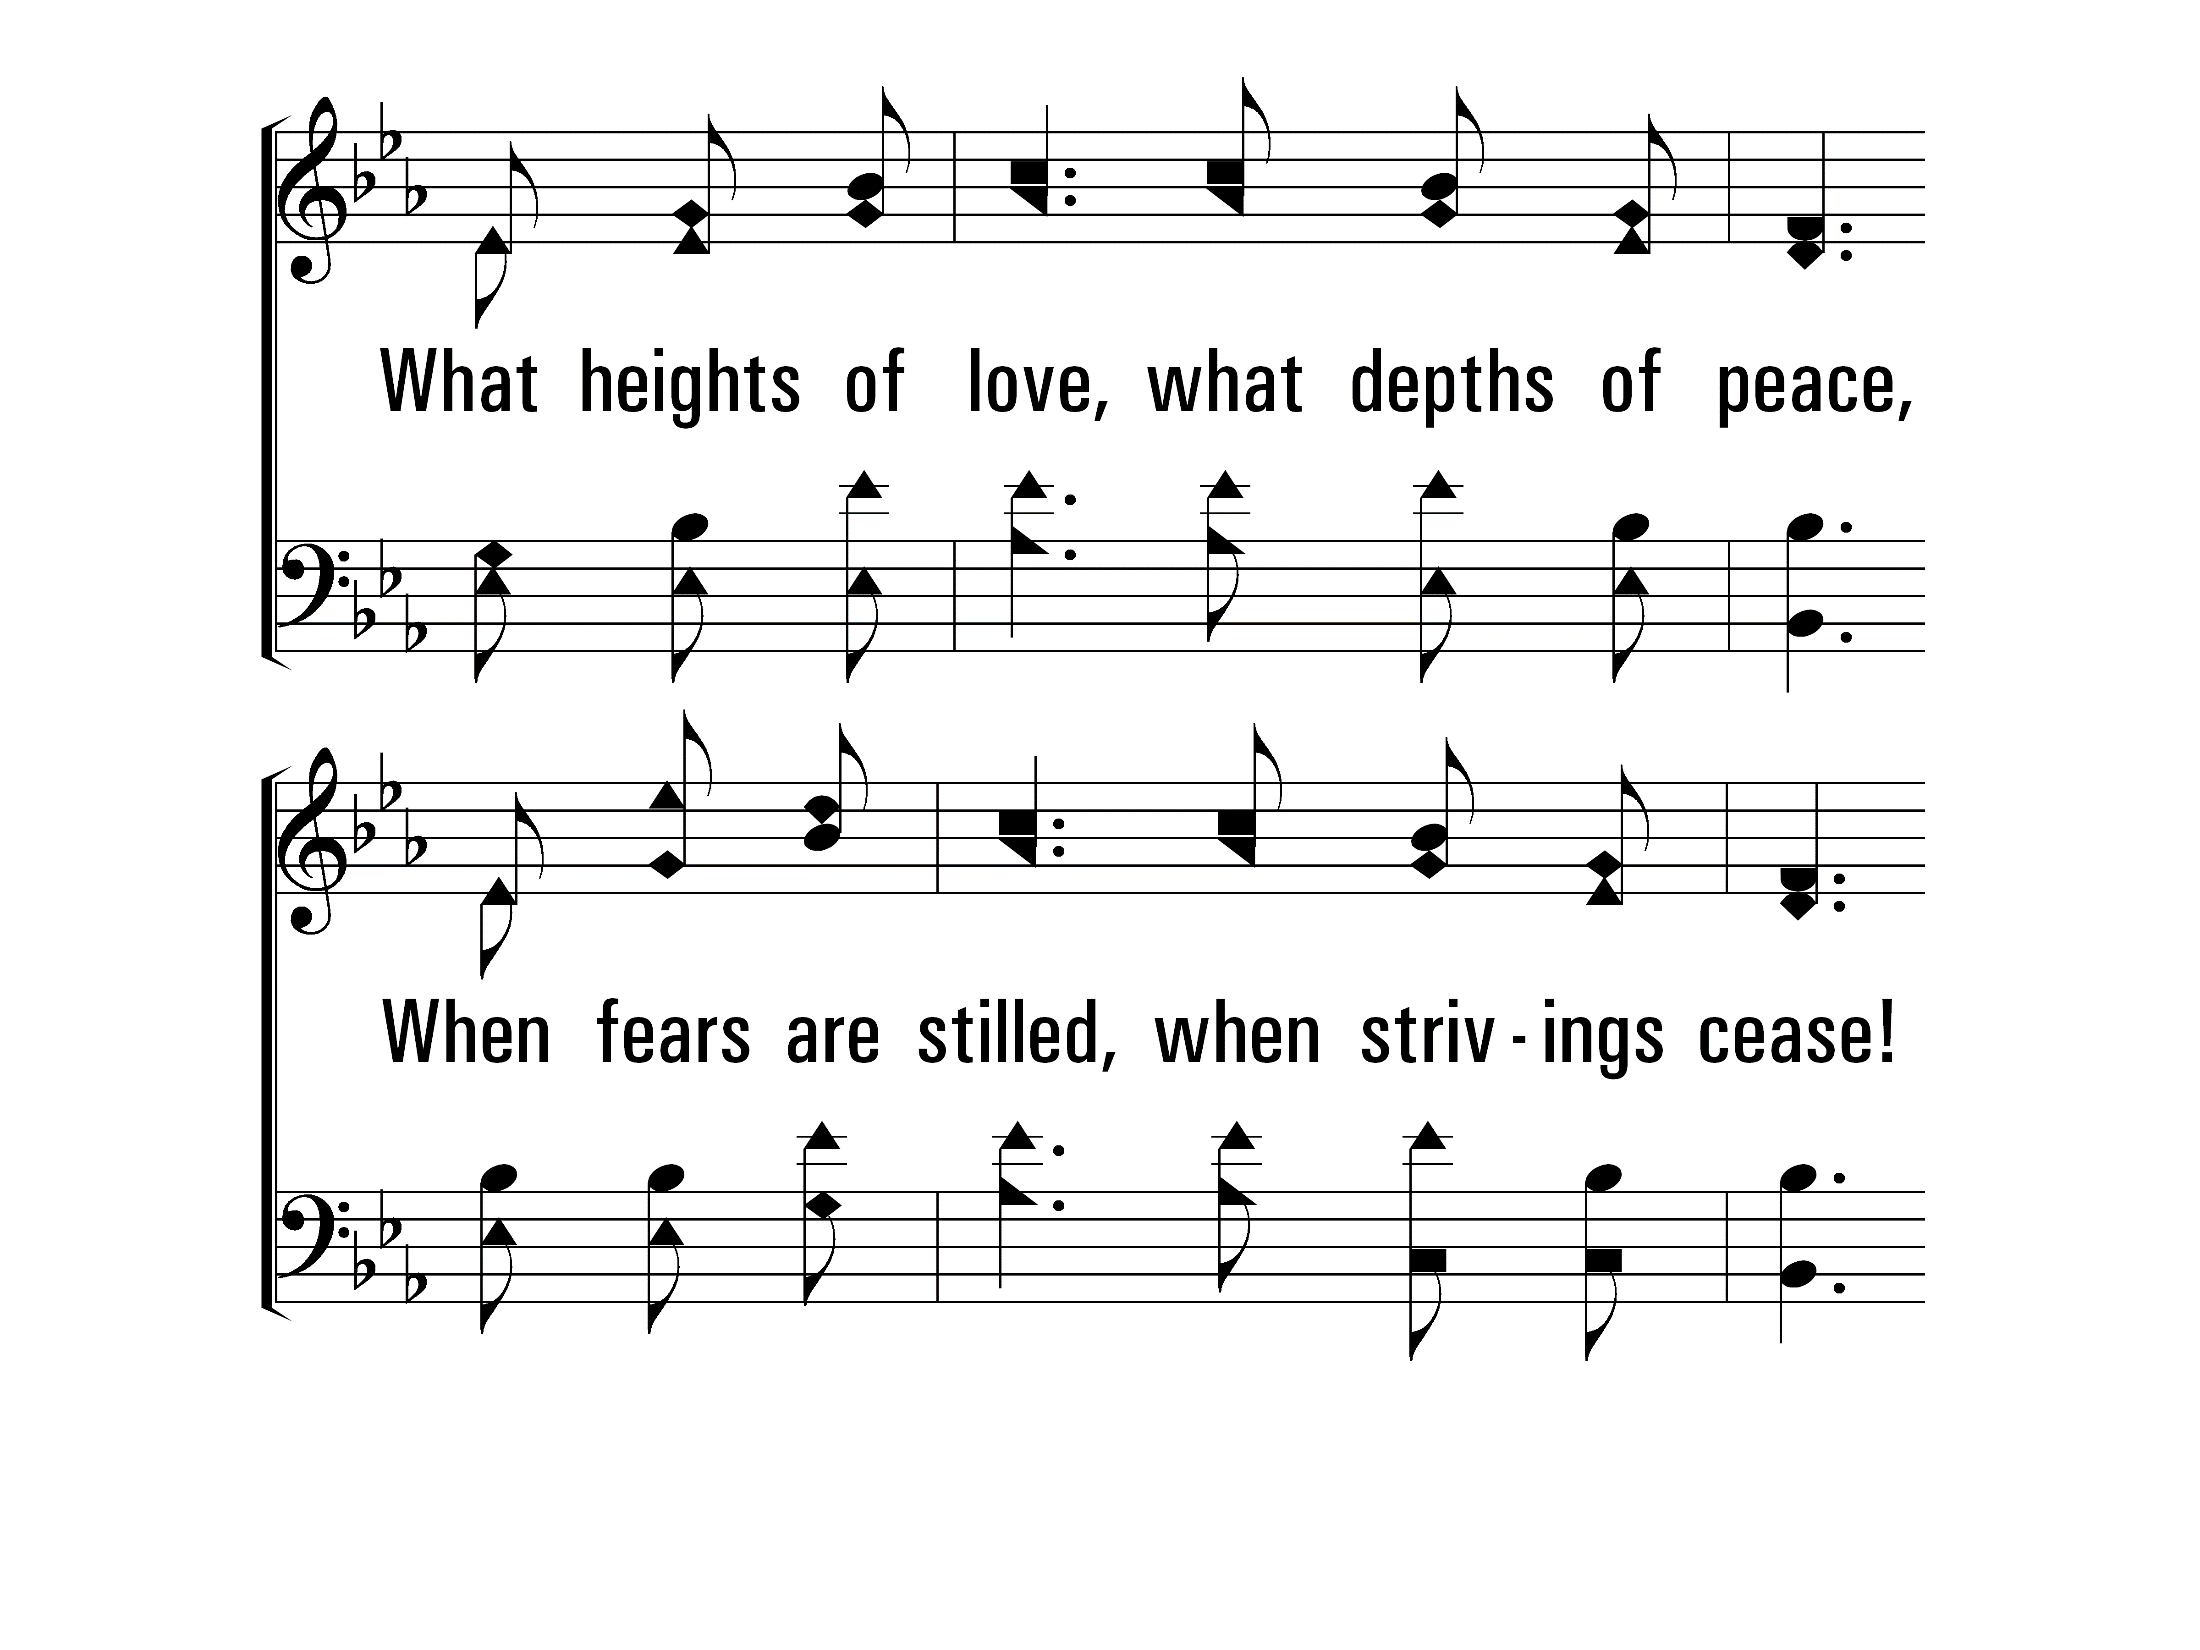 What heights of love, what depths of peace,
When fears are stilled, when striv - ings cease!